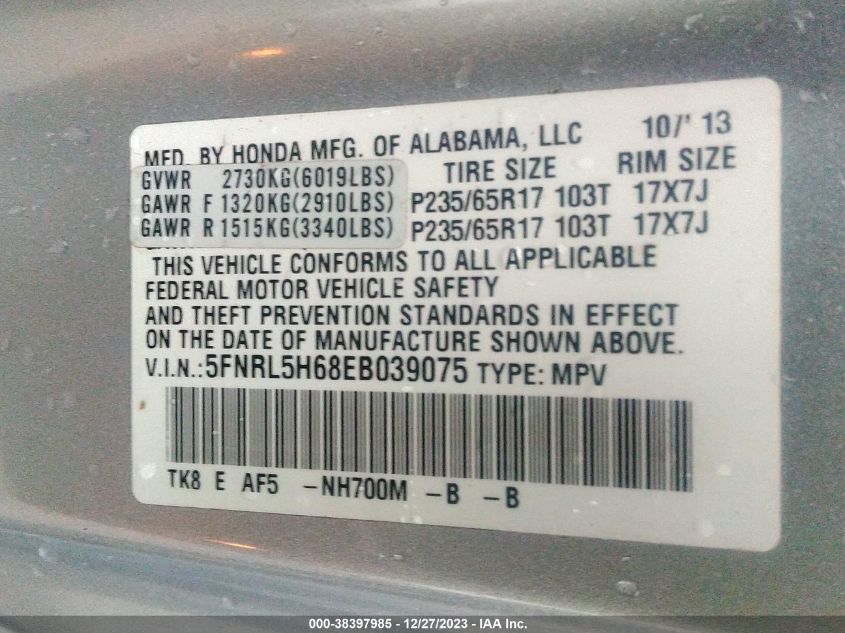 MFD. BY HONDA MFG. OF ALABAMA, LLC 10/' 13
GVWR 2730KG(6019LBS) TIRE SIZE RIM SIZE
GAWR F 1320KG(2910LBS) P235/65R17 103T 17X7J
GAWR R 1515KG(3340LBS) P235/65R17 103T 17X7J
THIS VEHICLE CONFORMS TO ALL APPLICABLE
FEDERAL MOTOR VEHICLE SAFETY
AND THEFT PREVENTION STANDARDS IN EFFECT
ON THE DATE OF MANUFACTURE SHOWN ABOVE.
V.I.N.:5FNRL5H68EB039075 TYPE: MPV
TK8 E AF5 -NH700M -B -B
000-38397985 - 12/27/2023 - IAA Inc.